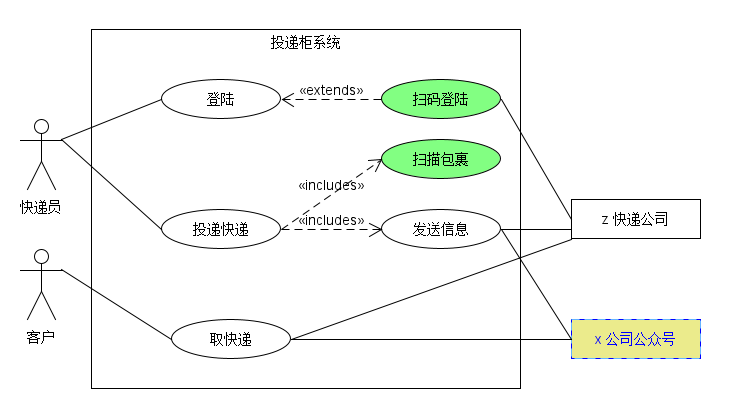 投递柜系统
登陆
«extends»
扫码登陆
扫描包裹
快递员
«includes»
投递快递
«includes»
发送信息
z 快递公司
客户
取快递
x 公司公众号